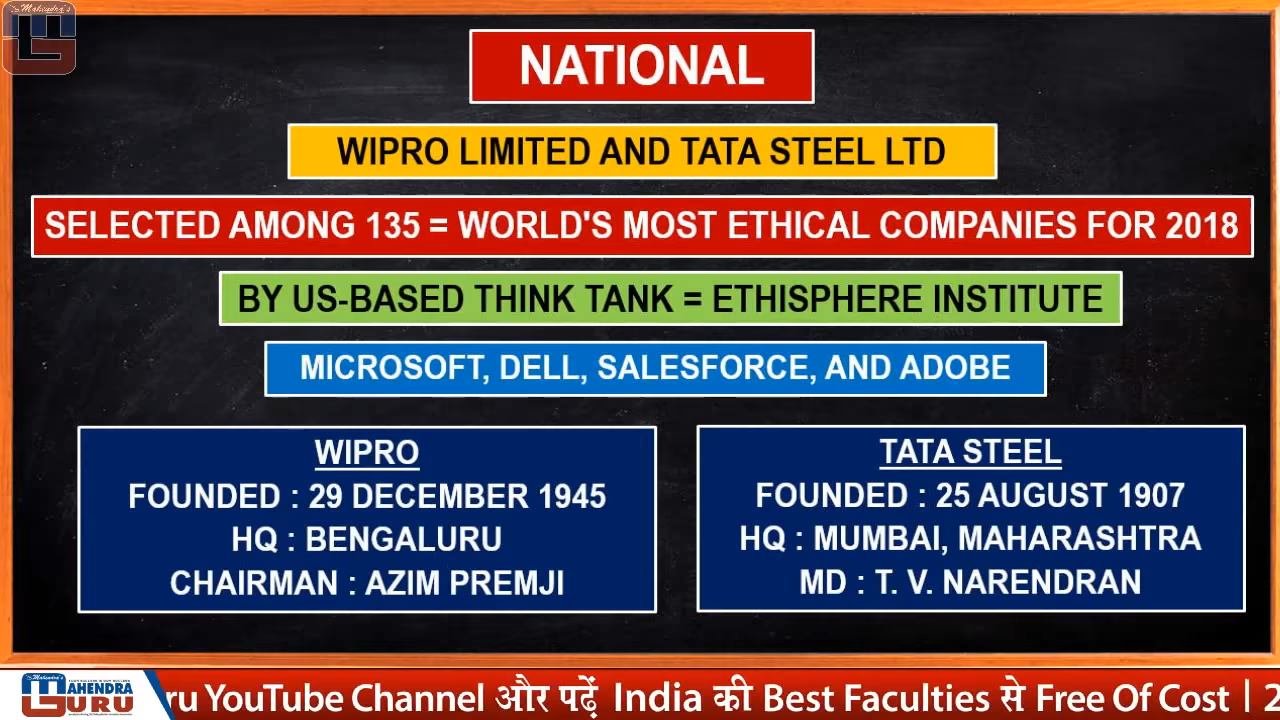 Mahendra's
NATIONAL
WIPRO LIMITED AND TATA STEEL LTD
SELECTED AMONG 135 = WORLD'S MOST ETHICAL COMPANIES FOR 2018
BY US-BASED THINK TANK = ETHISPHERE INSTITUTE
MICROSOFT, DELL, SALESFORCE, AND ADOBE
WIPRO
FOUNDED : 29 DECEMBER 1945
HQ : BENGALURU
CHAIRMAN : AZIM PREMJI
TATA STEEL
FOUNDED : 25 AUGUST 1907
HQ : MUMBAI, MAHARASHTRA
MD : T. V. NARENDRAN
Mahendra's
MAHENDRA
GURU
ru YouTube Channel और पढ़ें India की Best Faculties से Free Of Cost | 2